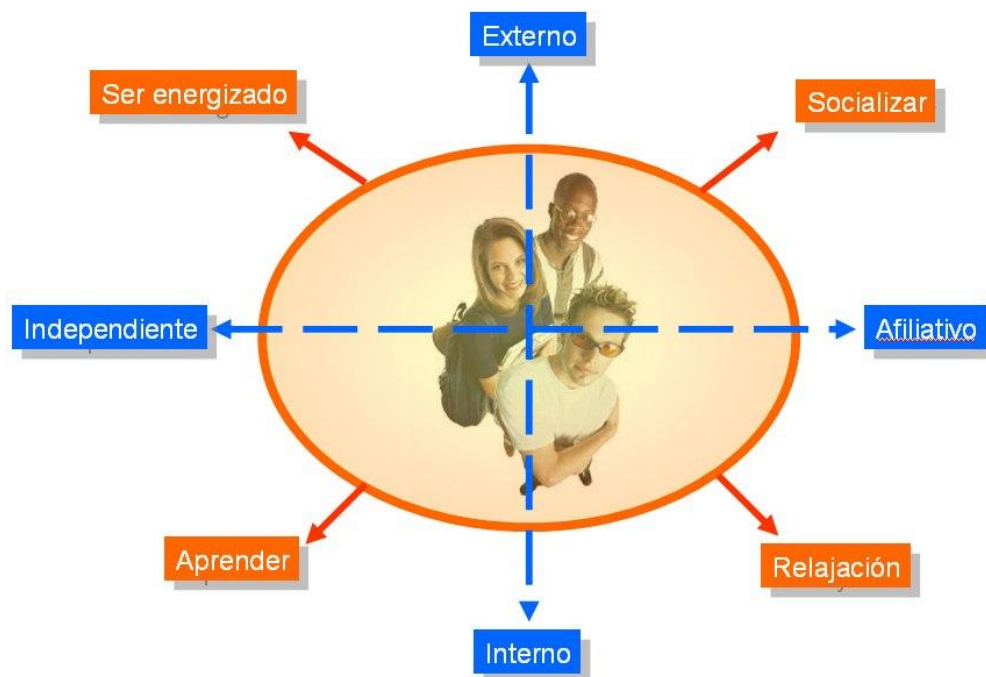 Externo
Ser energizado
Socializar
Independiente
Afiliativo
Aprender
Relajación
Interno